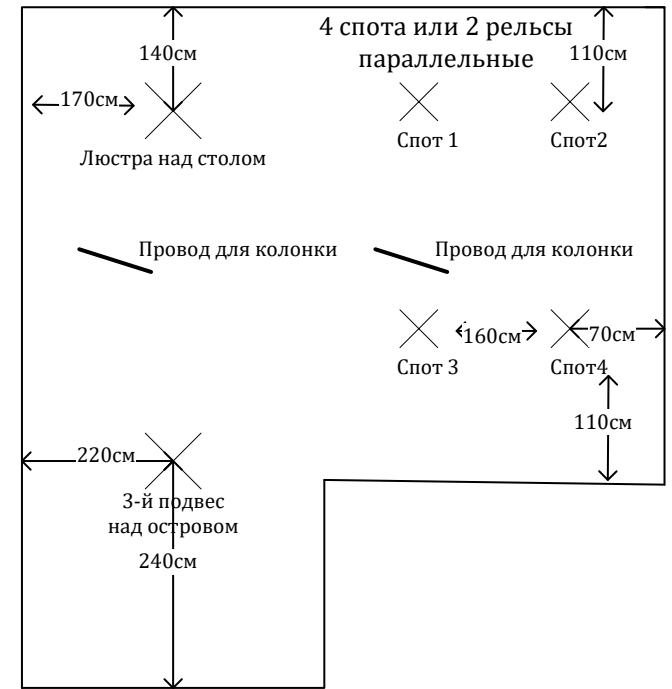 4 спота или 2 рельсы
параллельные
140см
110см
170см
Спот 1
Спот2
Люстра над столом
Провод для колонки
Провод для колонки
160см
70см
Спот 3
Спот4
110см
220см
3-й подвес
над островом
240см